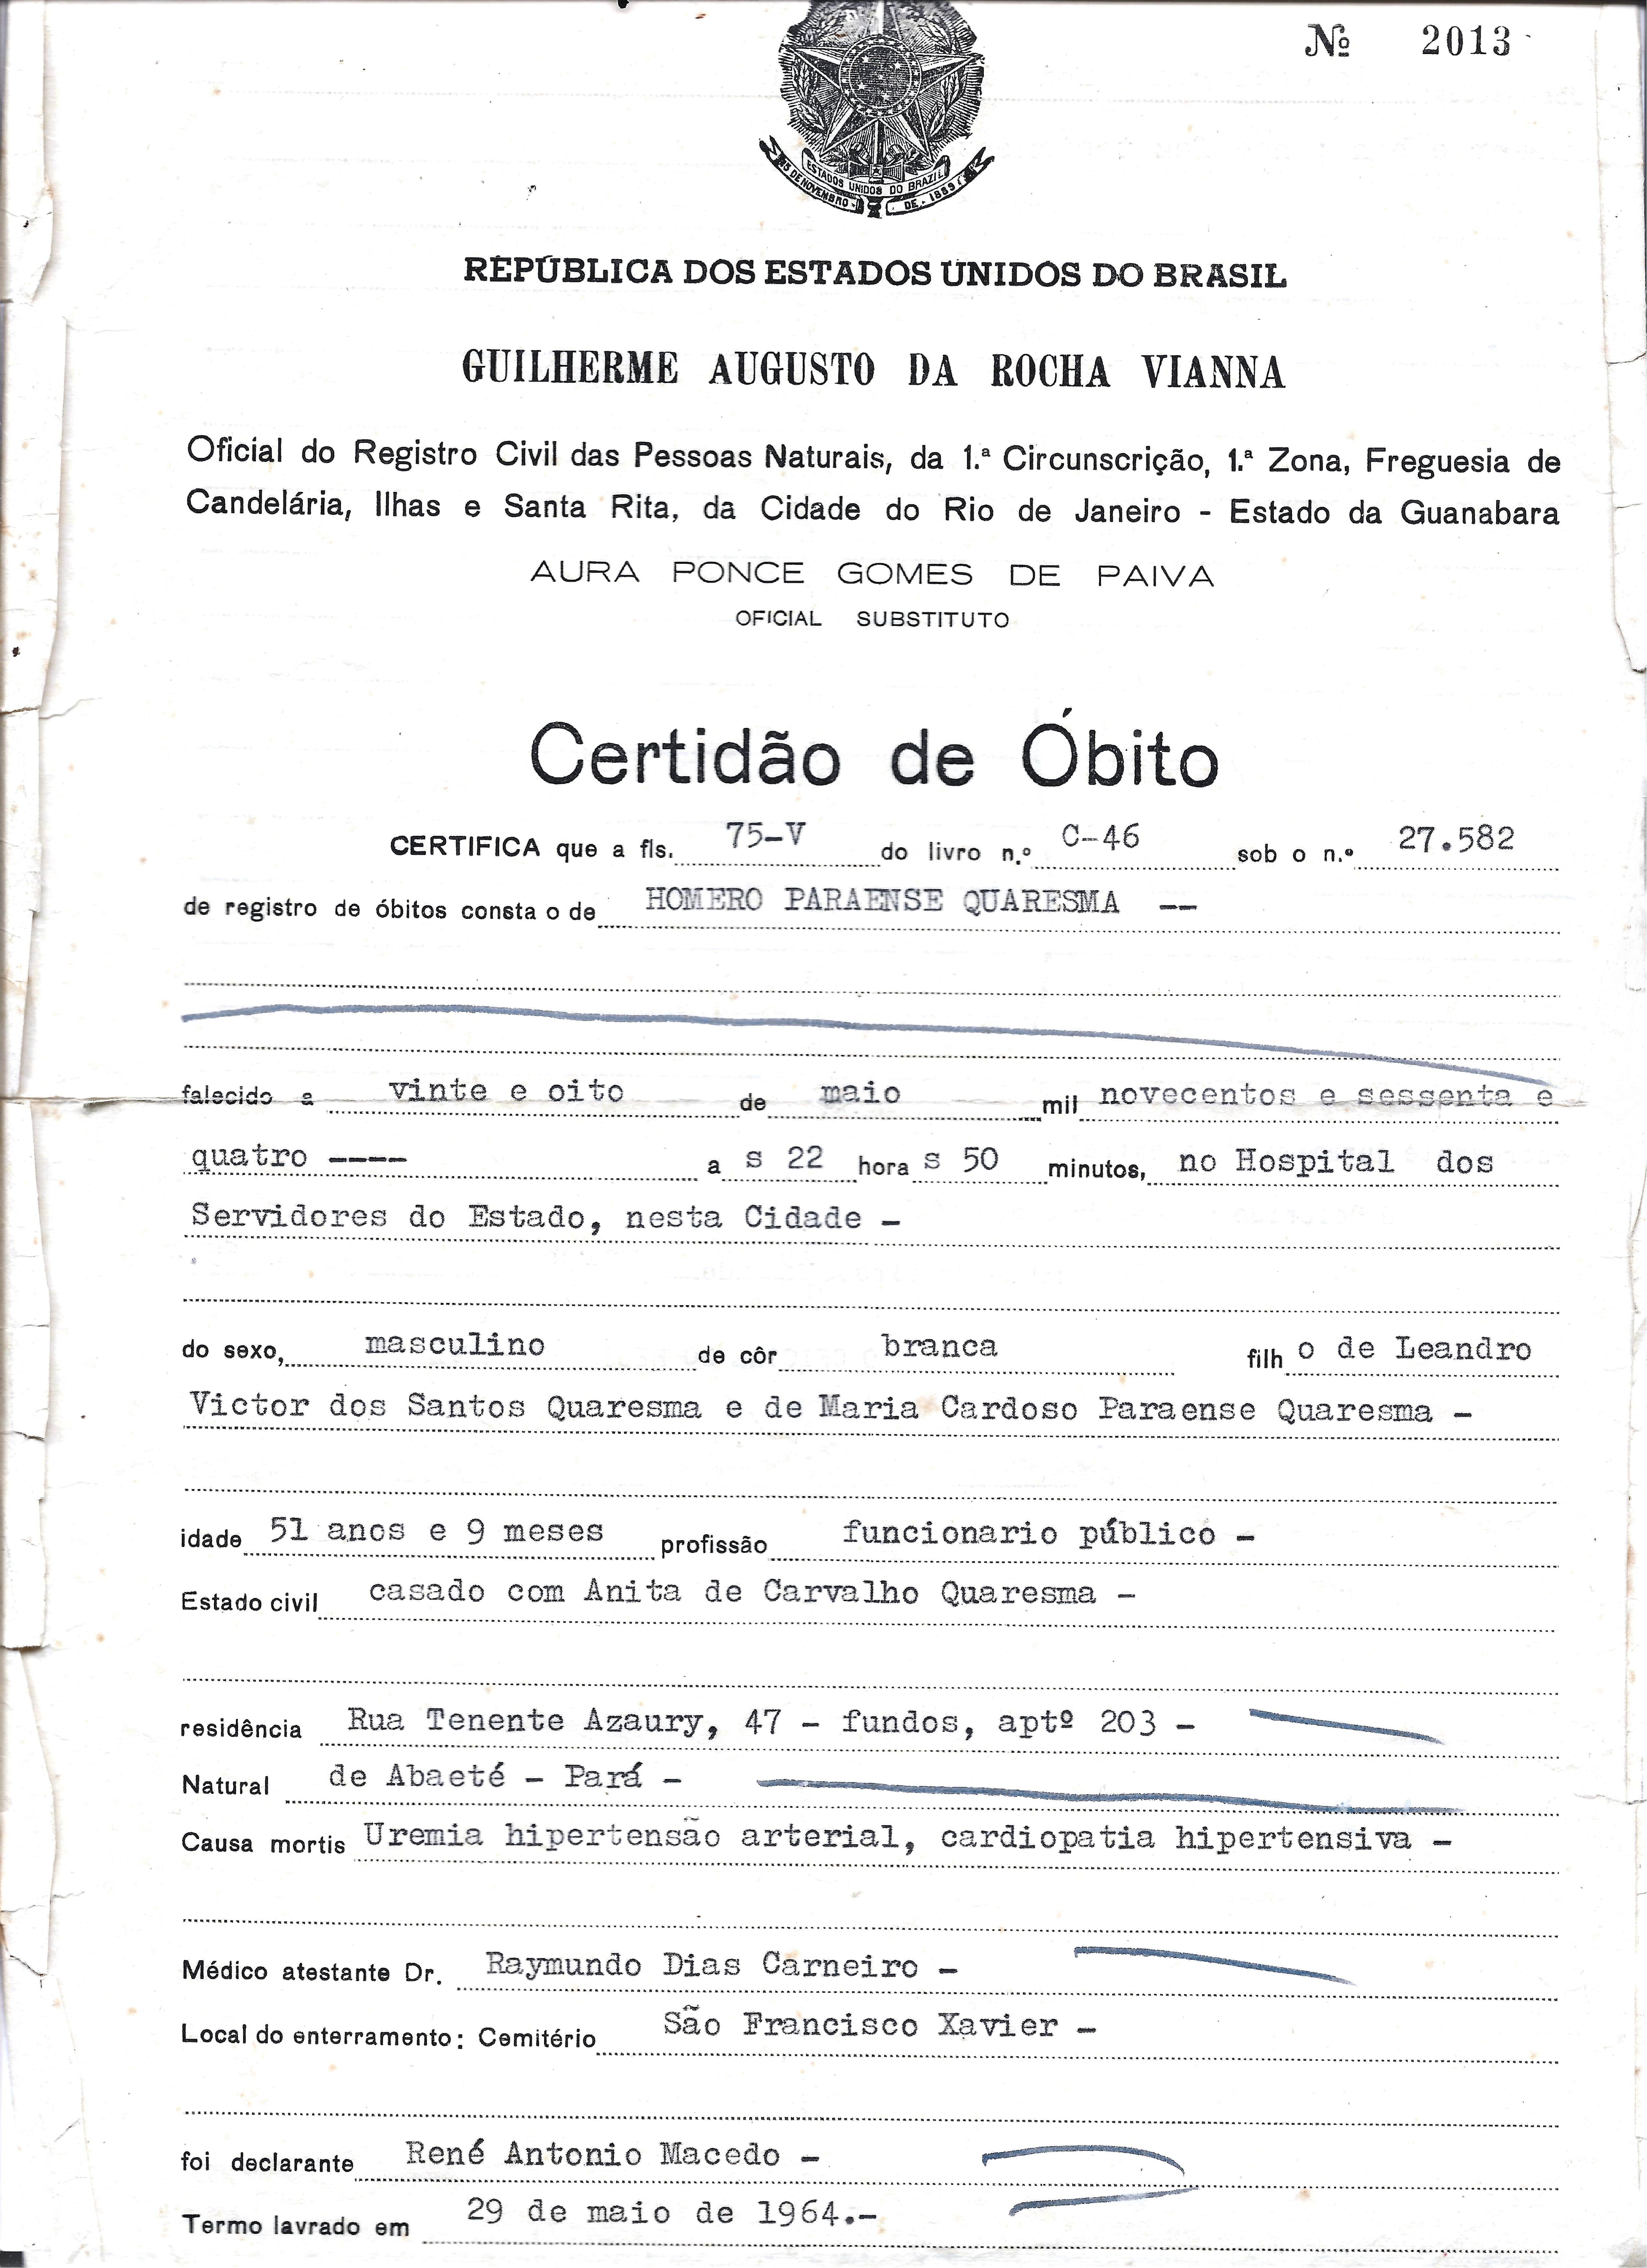 Nº 2013
ESTADOS UNIDOS DO BRAZIL
15 DE NOVEMBRO - DE - 1889
REPÚBLICA DOS ESTADOS UNIDOS DO BRASIL
GUILHERME AUGUSTO DA ROCHA VIANNA
Oficial do Registro Civil das Pessoas Naturais, da 1.ª Circunscrição, 1.ª Zona, Freguesia de
Candelária, Ilhas e Santa Rita, da Cidade do Rio de Janeiro - Estado da Guanabara
AURA PONCE GOMES DE PAIVA
OFICIAL SUBSTITUTO
Certidão de Óbito
CERTIFICA que a fls. 75-V do livro n.º C-46 sob o n.º 27.582
de registro de óbitos consta o de HOMERO PARAENSE QUARESMA --
falecido a vinte e oito de maio mil novecentos e sessenta e
quatro ---- a s 22 hora s 50 minutos, no Hospital dos
Servidores do Estado, nesta Cidade -
do sexo, masculino de côr branca filh o de Leandro
Victor dos Santos Quaresma e de Maria Cardoso Paraense Quaresma -
idade 51 anos e 9 meses profissão funcionario público -
Estado civil casado com Anita de Carvalho Quaresma -
residência Rua Tenente Azaury, 47 - fundos, aptº 203 -
Natural de Abaeté - Pará -
Causa mortis Uremia hipertensão arterial, cardiopatia hipertensiva -
Médico atestante Dr. Raymundo Dias Carneiro -
Local do enterramento: Cemitério São Francisco Xavier -
foi declarante René Antonio Macedo -
Termo lavrado em 29 de maio de 1964.-